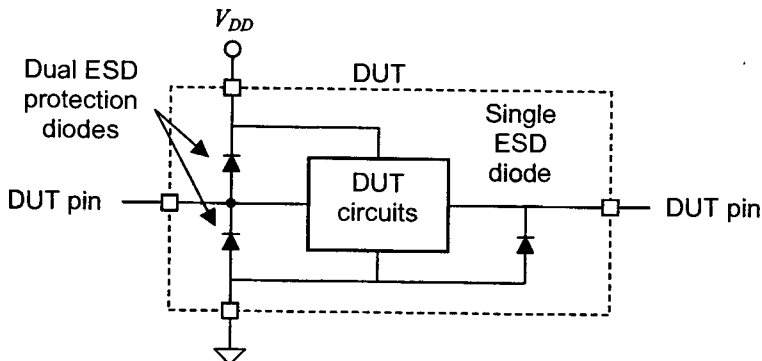 V_DD
Dual ESD
protection
diodes
DUT
Single
ESD
diode
DUT pin
DUT
circuits
DUT pin